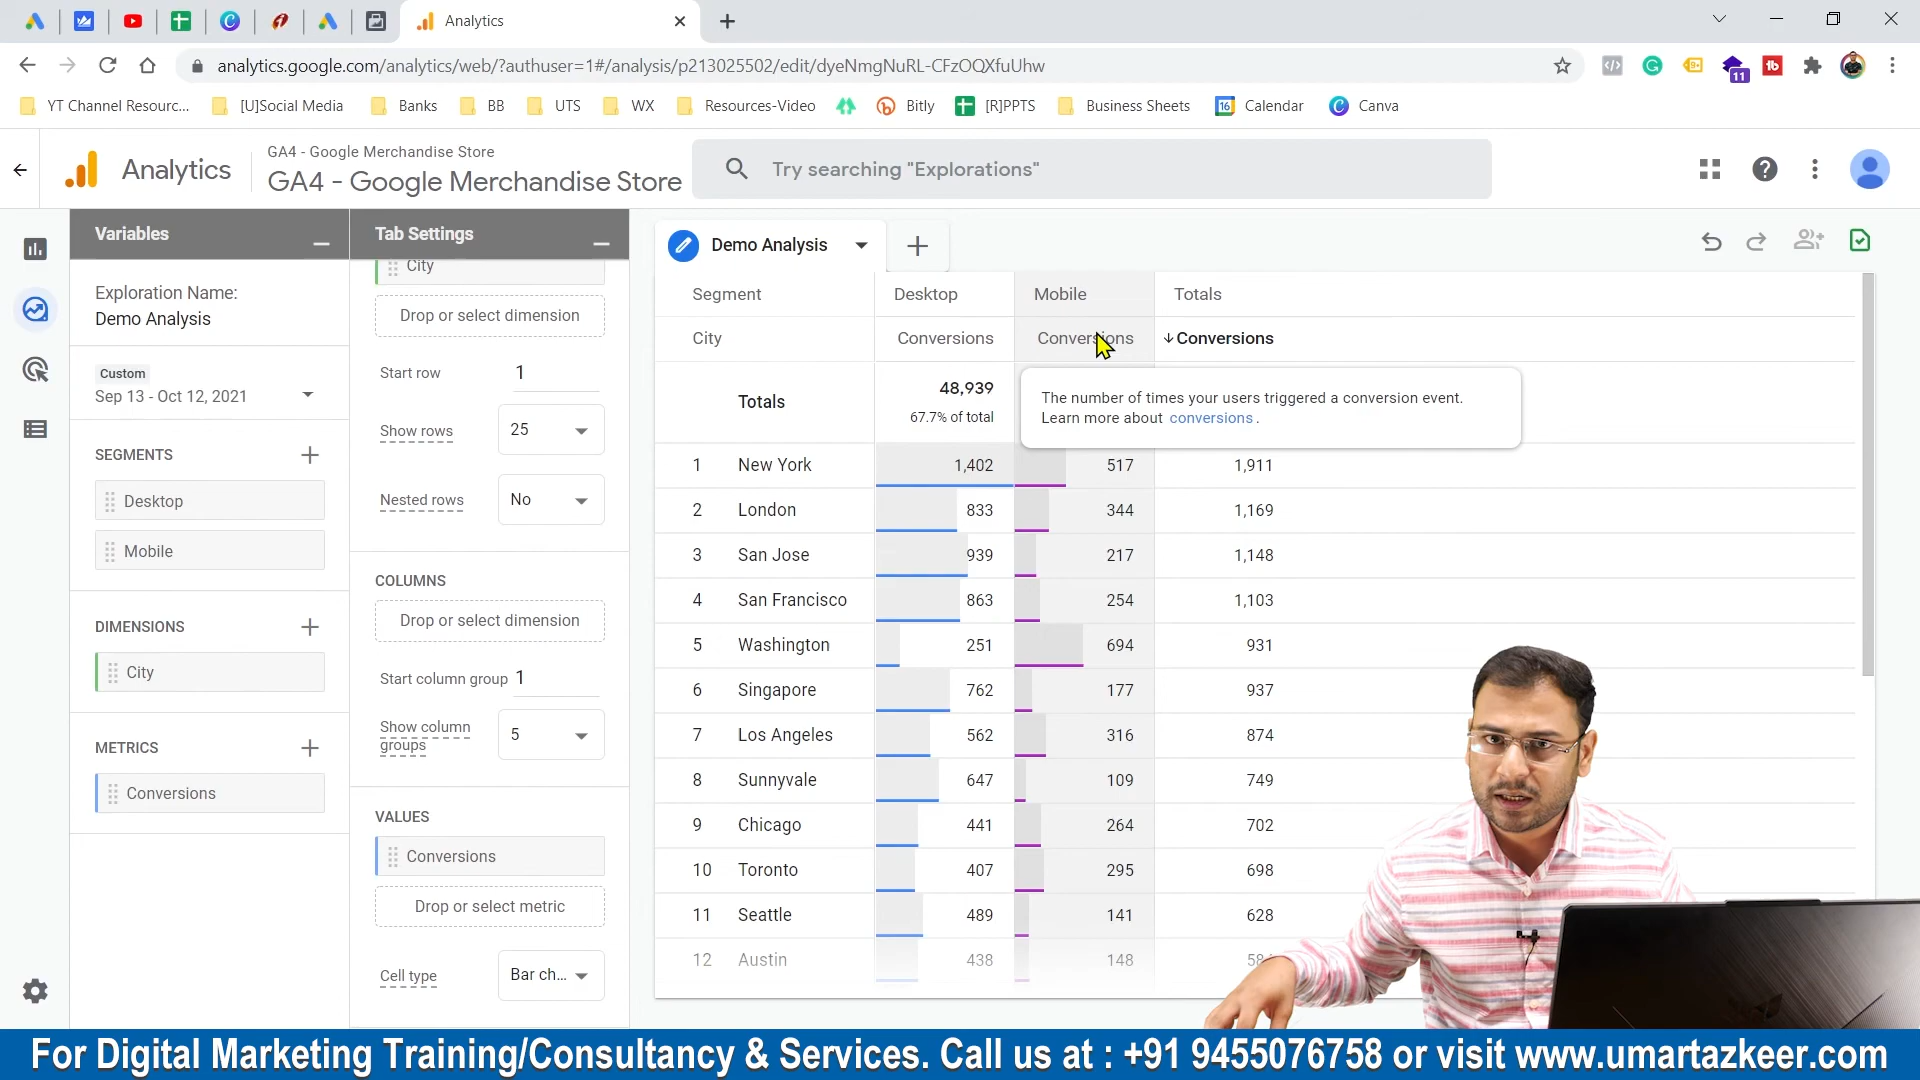 Analytics
analytics.google.com/analytics/web/?authuser=1#/analysis/p213025502/edit/dyeNmgNuRL-CFzOQXfuUhw
11
YT Channel Resourc...
[U]Social Media
Banks
BB
UTS
WX
Resources-Video
Bitly
[R]PPTS
Business Sheets
16
Calendar
Canva
Analytics
GA4 - Google Merchandise Store
GA4 - Google Merchandise Store
Try searching "Explorations"
Variables
Exploration Name:
Demo Analysis
Custom
Sep 13 - Oct 12, 2021
SEGMENTS
Desktop
Mobile
DIMENSIONS
City
METRICS
Conversions
Tab Settings
City
Drop or select dimension
Start row 1
Show rows 25
Nested rows No
COLUMNS
Drop or select dimension
Start column group 1
Show column
groups
5
VALUES
Conversions
Drop or select metric
Cell type Bar ch...
Demo Analysis
Segment Desktop Mobile Totals
City Conversions Conversions Conversions
Totals 48,939
67.7% of total
The number of times your users triggered a conversion event.
Learn more about conversions .
1 New York 1,402 517 1,911
2 London 833 344 1,169
3 San Jose 939 217 1,148
4 San Francisco 863 254 1,103
5 Washington 251 694 931
6 Singapore 762 177 937
7 Los Angeles 562 316 874
8 Sunnyvale 647 109 749
9 Chicago 441 264 702
10 Toronto 407 295 698
11 Seattle 489 141 628
12 Austin 438 148
For Digital Marketing Training/Consultancy & Services. Call us at : +91 9455076758 or visit www.umartazkeer.com